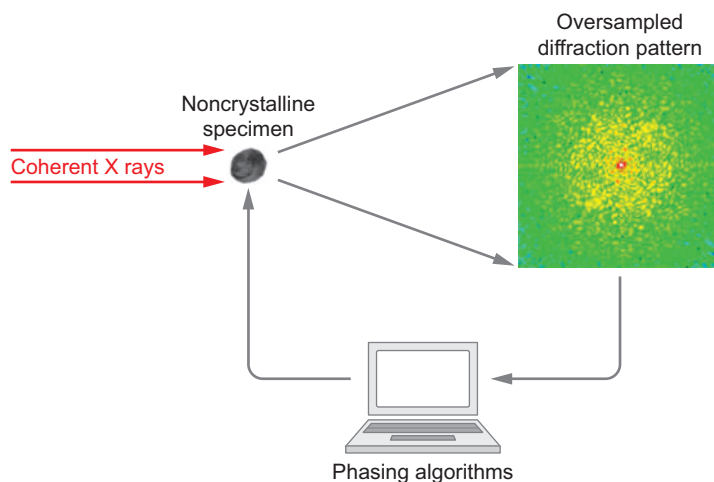 Oversampled
diffraction pattern
Noncrystalline
specimen
Coherent X rays
Phasing algorithms